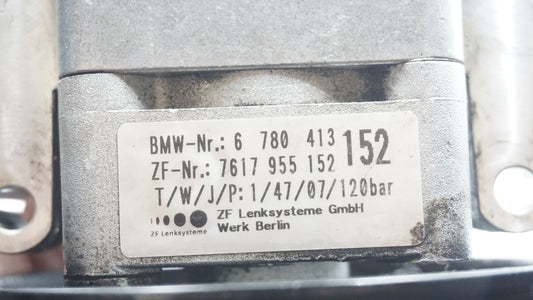 BMW-Nr.: 6 780 413
ZF-Nr.: 7617 955 152
152
T/W/J/P: 1/47/07/120bar
ZF Lenksysteme GmbH
Werk Berlin
ZF Lenksysteme